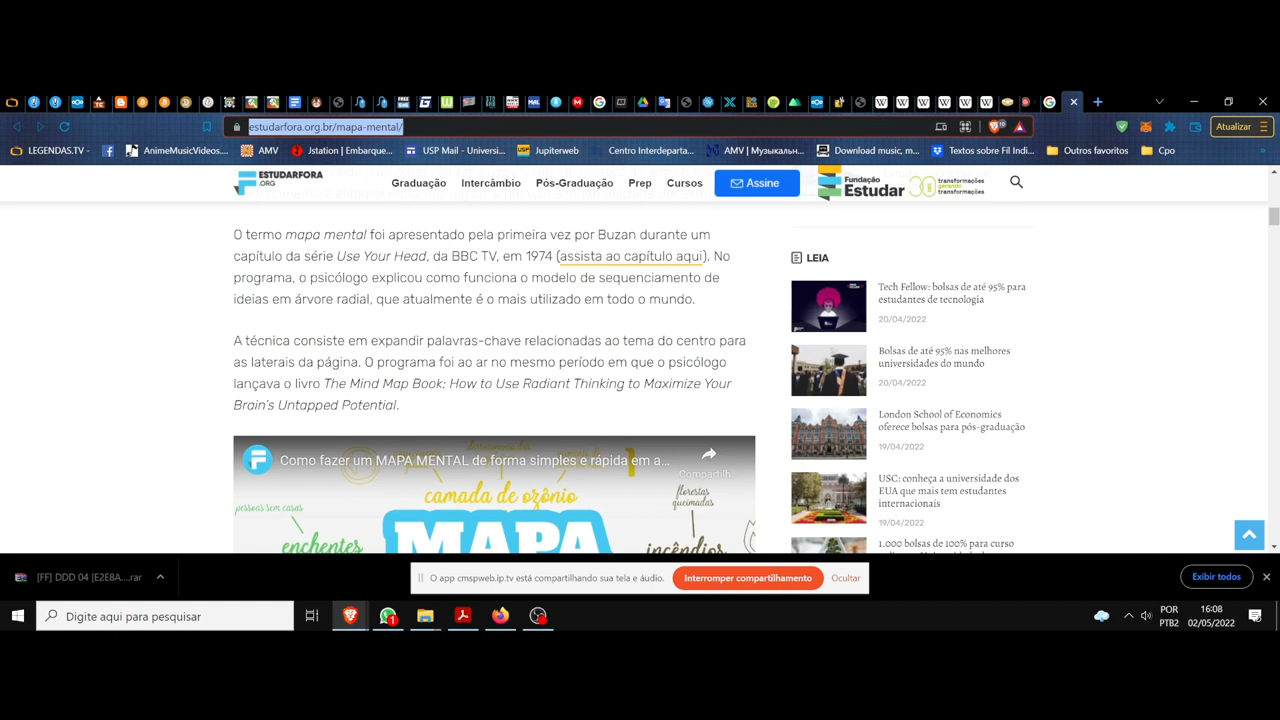 estudarfora.org.br/mapa-mental/
Atualizar
LEGENDAS.TV -
AnimeMusicVideos...
AMV
Jstation | Embarque...
USP Mail - Universi...
USP
Jupiterweb
Centro Interdeparta...
AMV | Музыкальн...
Download music, m...
Textos sobre Fil Indi...
Outros favoritos
Cpo
ESTUDARFORA
.ORG
Graduação
Intercâmbio
Pós-Graduação
Prep
Cursos
Assine
Fundação
Estudar
30
transformações
gerando
transformações
O termo mapa mental foi apresentado pela primeira vez por Buzan durante um
capítulo da série Use Your Head, da BBC TV, em 1974 (assista ao capítulo aqui). No
programa, o psicólogo explicou como funciona o modelo de sequenciamento de
ideias em árvore radial, que atualmente é o mais utilizado em todo o mundo.
A técnica consiste em expandir palavras-chave relacionadas ao tema do centro para
as laterais da página. O programa foi ao ar no mesmo período em que o psicólogo
lançava o livro The Mind Map Book: How to Use Radiant Thinking to Maximize Your
Brain's Untapped Potential.
Como fazer um MAPA MENTAL de forma simples e rápida em a...
Compartilh...
camada de ozônio
florestas
queimadas
pessoas sem casas
enchentes
MAPA
incêndios
LEIA
Tech Fellow: bolsas de até 95% para
estudantes de tecnologia
20/04/2022
Bolsas de até 95% nas melhores
universidades do mundo
20/04/2022
London School of Economics
oferece bolsas para pós-graduação
19/04/2022
USC: conheça a universidade dos
EUA que mais tem estudantes
internacionais
19/04/2022
1.000 bolsas de 100% para curso
[FF] DDD 04 [E2E8A....rar
O app cmspweb.ip.tv está compartilhando sua tela e áudio.
Interromper compartilhamento
Ocultar
Exibir todos
Digite aqui para pesquisar
POR
PTB2
16:08
02/05/2022